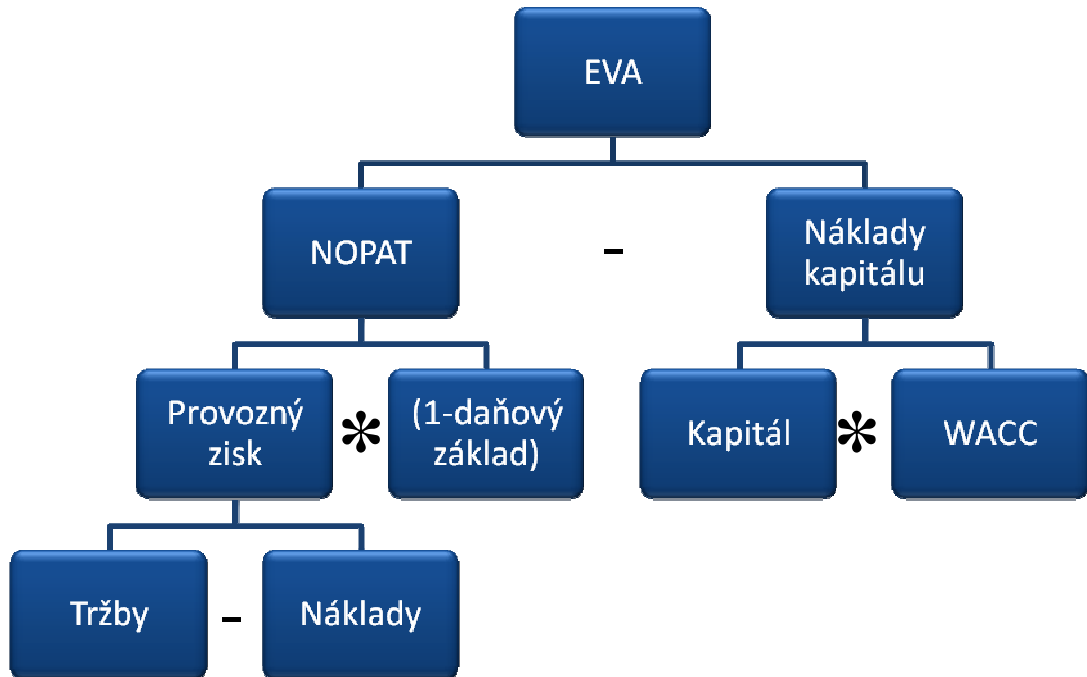 EVA
NOPAT
-
Náklady
kapitálu
Provozný
zisk
*
(1-daňový
základ)
Kapitál
*
WACC
Tržby
-
Náklady